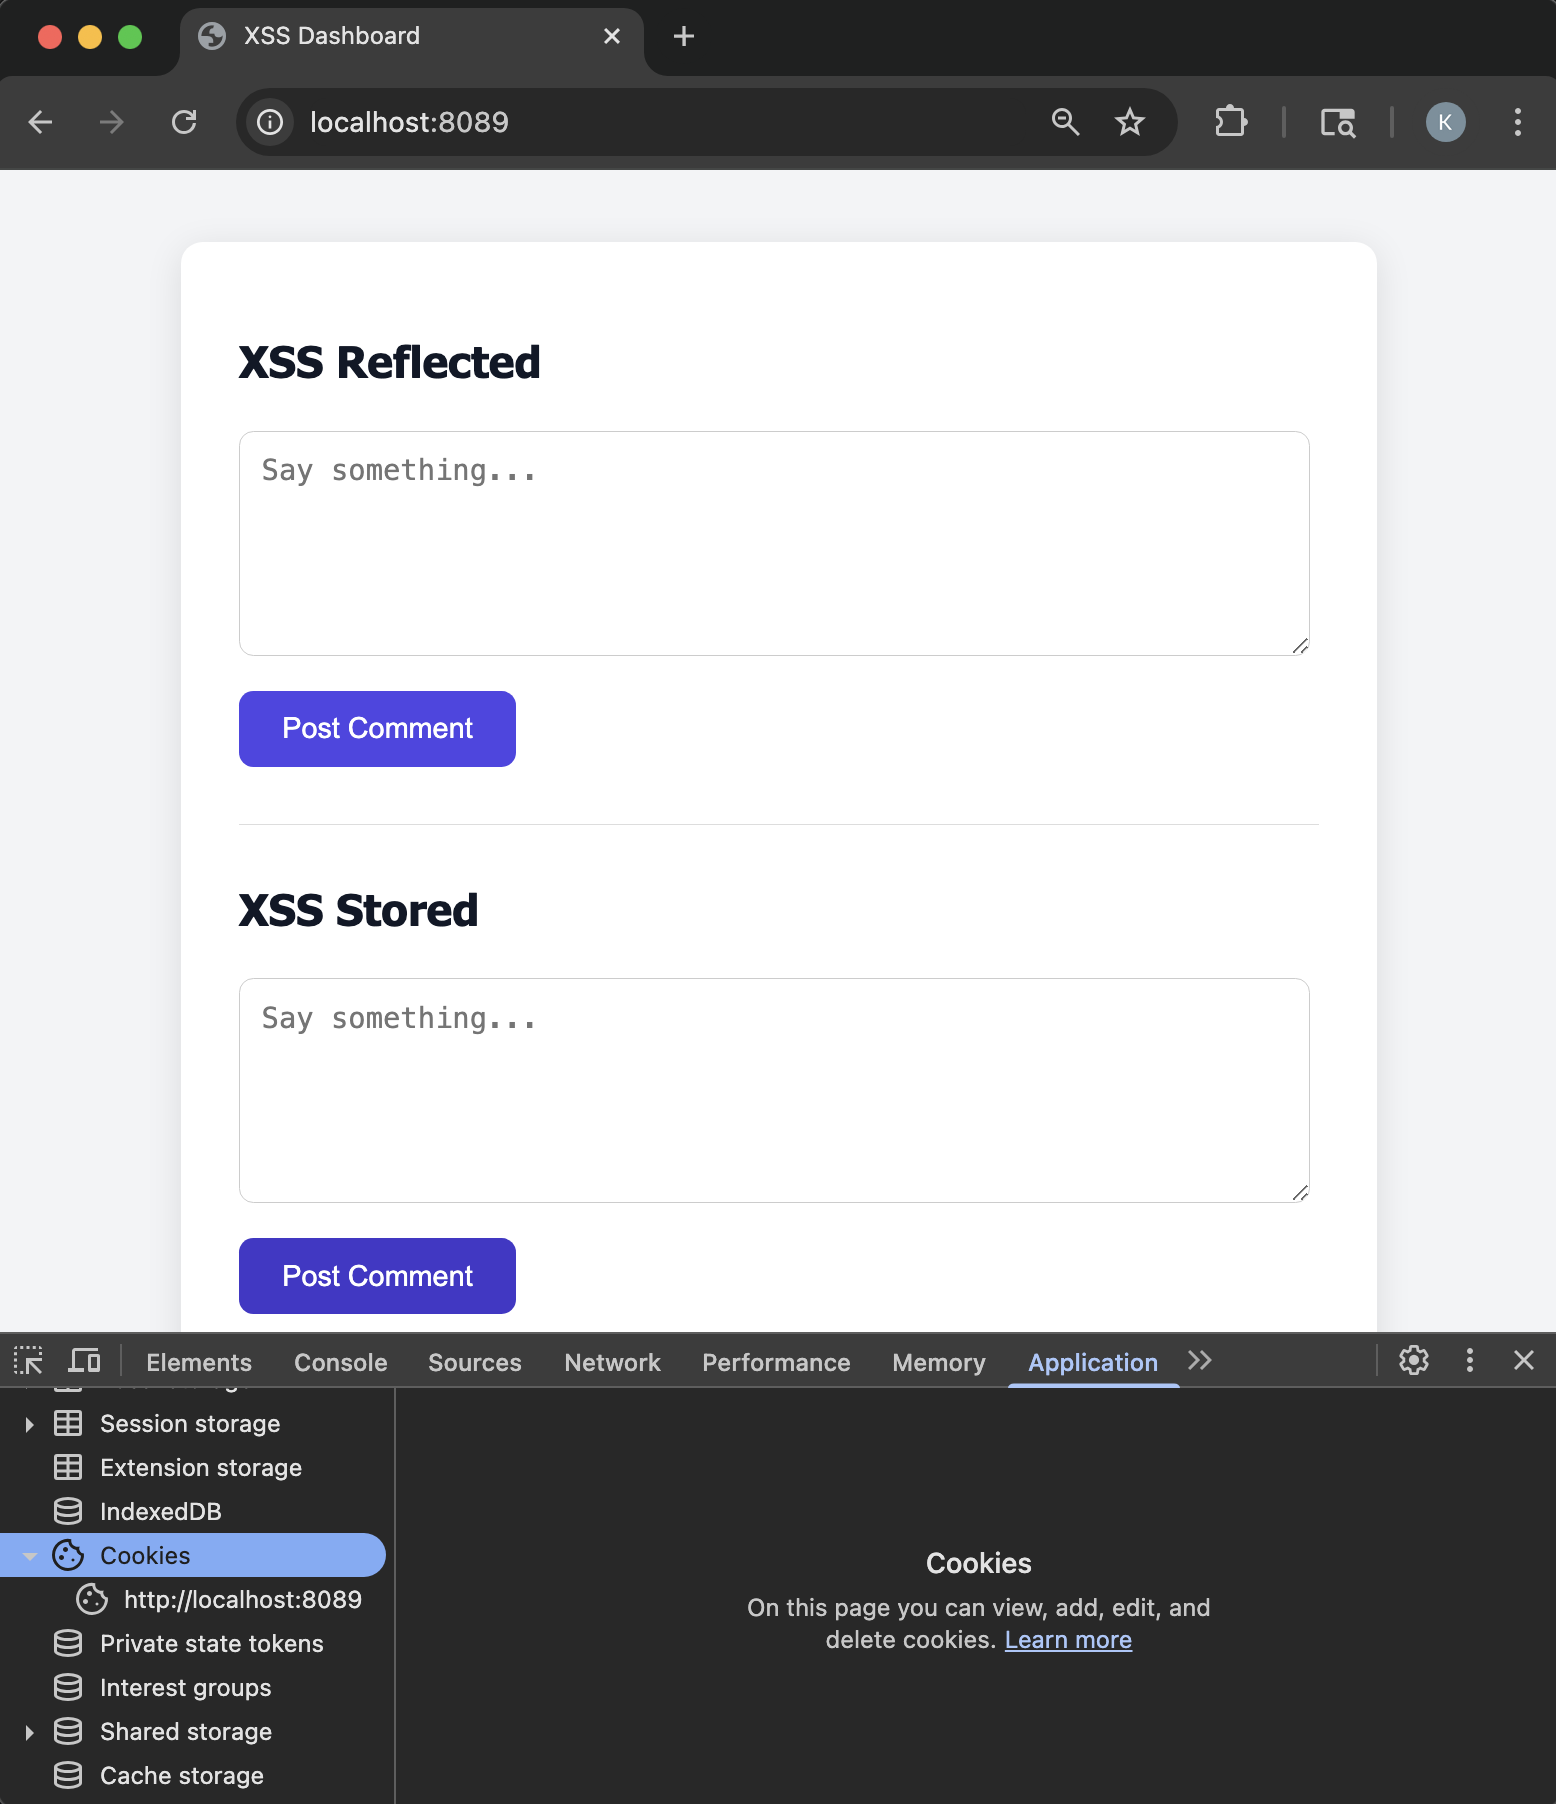 XSS Dashboard
localhost:8089
K
XSS Reflected
Say something...
Post Comment
XSS Stored
Say something...
Post Comment
Elements Console Sources Network Performance Memory Application
Session storage
Extension storage
IndexedDB
Cookies
http://localhost:8089
Private state tokens
Interest groups
Shared storage
Cache storage
Cookies
On this page you can view, add, edit, and
delete cookies. Learn more